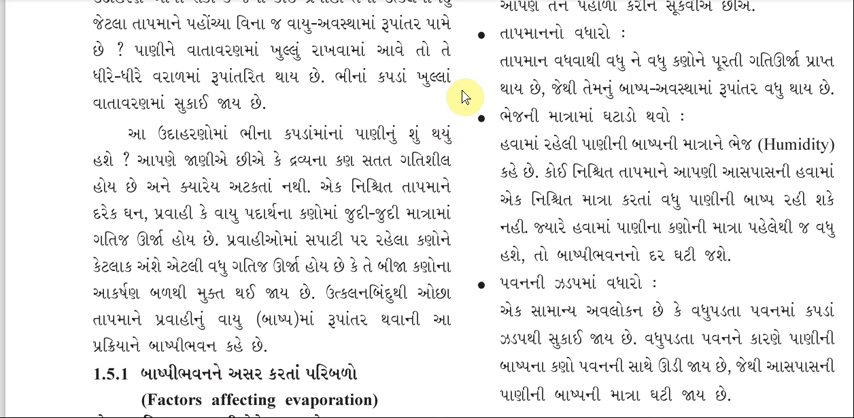 જેટલા તાપમાને પહોંચ્યા વિના જ વાયુ-અવસ્થામાં રૂપાંતર પામે
છે ? પાણીને વાતાવરણમાં ખુલ્લું રાખવામાં આવે તો તે
ધીરે-ધીરે વરાળમાં રૂપાંતરિત થાય છે. ભીનાં કપડાં ખુલ્લાં
વાતાવરણમાં સુકાઈ જાય છે.
આ ઉદાહરણોમાં ભીના કપડાંમાંનાં પાણીનું શું થયું
હશે ? આપણે જાણીએ છીએ કે દ્રવ્યના કણ સતત ગતિશીલ
હોય છે અને ક્યારેય અટકતાં નથી. એક નિશ્ચિત તાપમાને
દરેક ઘન, પ્રવાહી કે વાયુ પદાર્થના કણોમાં જુદી-જુદી માત્રામાં
ગતિજ ઊર્જા હોય છે. પ્રવાહીઓમાં સપાટી પર રહેલા કણોને
કેટલાક અંશે એટલી વધુ ગતિજ ઊર્જા હોય છે કે તે બીજા કણોના
આકર્ષણ બળથી મુક્ત થઈ જાય છે. ઉત્કલનબિંદુથી ઓછા
તાપમાને પ્રવાહીનું વાયુ (બાષ્પ)માં રૂપાંતર થવાની આ
પ્રક્રિયાને બાષ્પીભવન કહે છે.
1.5.1 બાષ્પીભવનને અસર કરતાં પરિબળો
(Factors affecting evaporation)
આપણે તેને પહોળા કરીને સૂકવીએ છીએ.
• તાપમાનનો વધારો :
તાપમાન વધવાથી વધુ ને વધુ કણોને પૂરતી ગતિઊર્જા પ્રાપ્ત
થાય છે, જેથી તેમનું બાષ્પ-અવસ્થામાં રૂપાંતર વધુ થાય છે.
• ભેજની માત્રામાં ઘટાડો થવો :
હવામાં રહેલી પાણીની બાષ્પની માત્રાને ભેજ (Humidity)
કહે છે. કોઈ નિશ્ચિત તાપમાને આપણી આસપાસની હવામાં
એક નિશ્ચિત માત્રા કરતાં વધુ પાણીની બાષ્પ રહી શકે
નહી. જ્યારે હવામાં પાણીના કણોની માત્રા પહેલેથી જ વધુ
હશે, તો બાષ્પીભવનનો દર ઘટી જશે.
• પવનની ઝડપમાં વધારો :
એક સામાન્ય અવલોકન છે કે વધુપડતા પવનમાં કપડાં
ઝડપથી સુકાઈ જાય છે. વધુપડતા પવનને કારણે પાણીની
બાષ્પના કણો પવનની સાથે ઊડી જાય છે, જેથી આસપાસની
પાણીની બાષ્પની માત્રા ઘટી જાય છે.